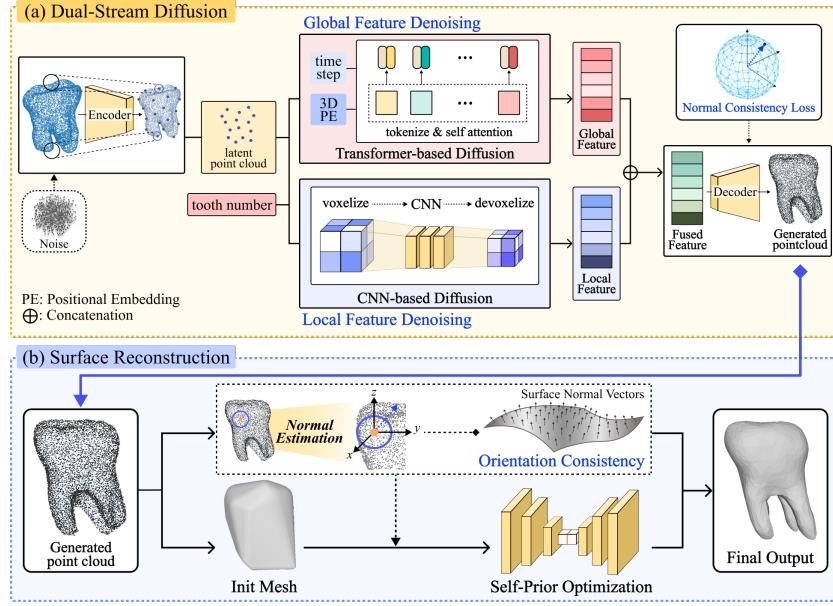 (a) Dual-Stream Diffusion
Global Feature Denoising
Encoder
Noise
latent
point cloud
tooth number
time
step
3D
PE
...
tokenize & self attention
Transformer-based Diffusion
Global
Feature
voxelize
CNN
devoxelize
CNN-based Diffusion
Local Feature Denoising
Local
Feature
Normal Consistency Loss
Decoder
Fused
Feature
Generated
pointcloud
PE: Positional Embedding
⊕: Concatenation
(b) Surface Reconstruction
Generated
point cloud
Normal
Estimation
z
y
x
Surface Normal Vectors
Orientation Consistency
Init Mesh
Self-Prior Optimization
Final Output